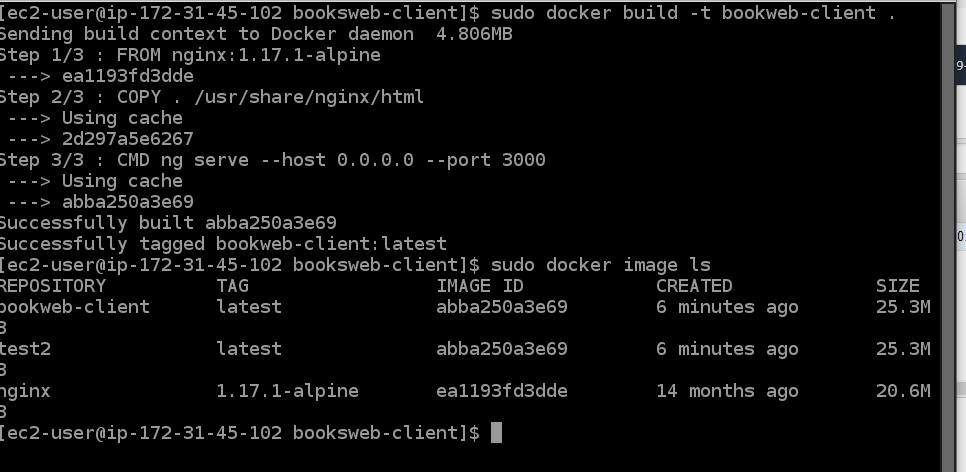 [ec2-user@ip-172-31-45-102 booksweb-client]$ sudo docker build -t bookweb-client .
Sending build context to Docker daemon  4.806MB
Step 1/3 : FROM nginx:1.17.1-alpine
 ---> ea1193fd3dde
Step 2/3 : COPY . /usr/share/nginx/html
 ---> Using cache
 ---> 2d297a5e6267
Step 3/3 : CMD ng serve --host 0.0.0.0 --port 3000
 ---> Using cache
 ---> abba250a3e69
Successfully built abba250a3e69
Successfully tagged bookweb-client:latest
[ec2-user@ip-172-31-45-102 booksweb-client]$ sudo docker image ls
REPOSITORY          TAG                 IMAGE ID            CREATED             SIZE
bookweb-client      latest              abba250a3e69        6 minutes ago       25.3M
B
test2               latest              abba250a3e69        6 minutes ago       25.3M
B
nginx               1.17.1-alpine       ea1193fd3dde        14 months ago       20.6M
B
[ec2-user@ip-172-31-45-102 booksweb-client]$